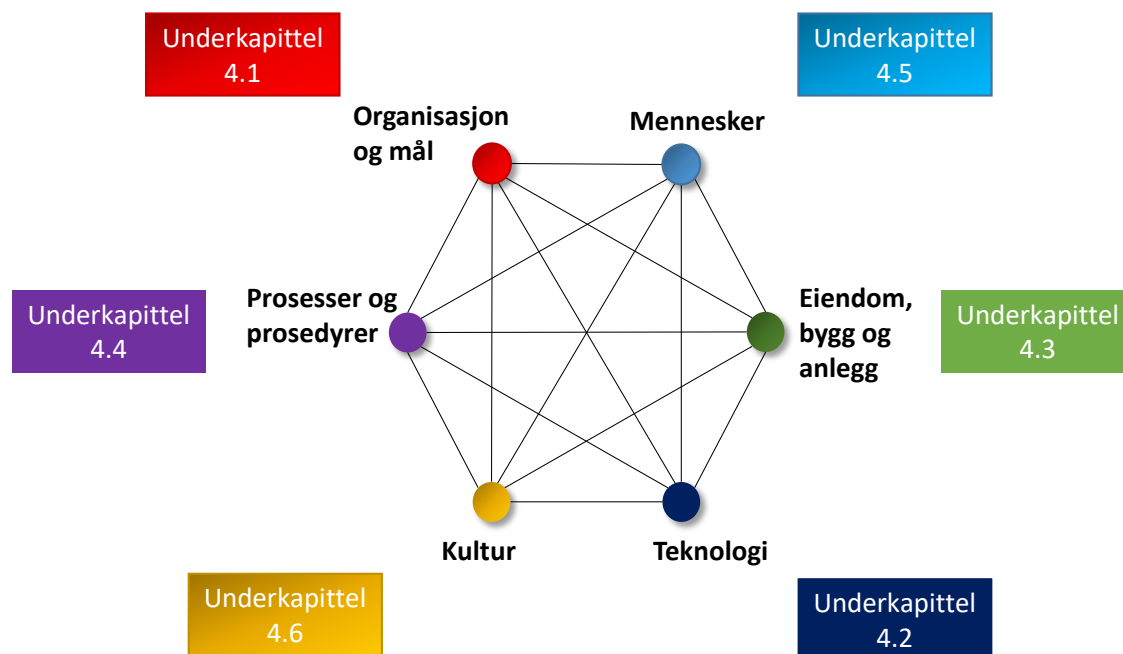 Underkapittel
4.1
Underkapittel
4.5
Organisasjon
og mål
Mennesker
Underkapittel
4.4
Prosesser og
prosedyrer
Eiendom,
bygg og
anlegg
Underkapittel
4.3
Kultur
Teknologi
Underkapittel
4.6
Underkapittel
4.2